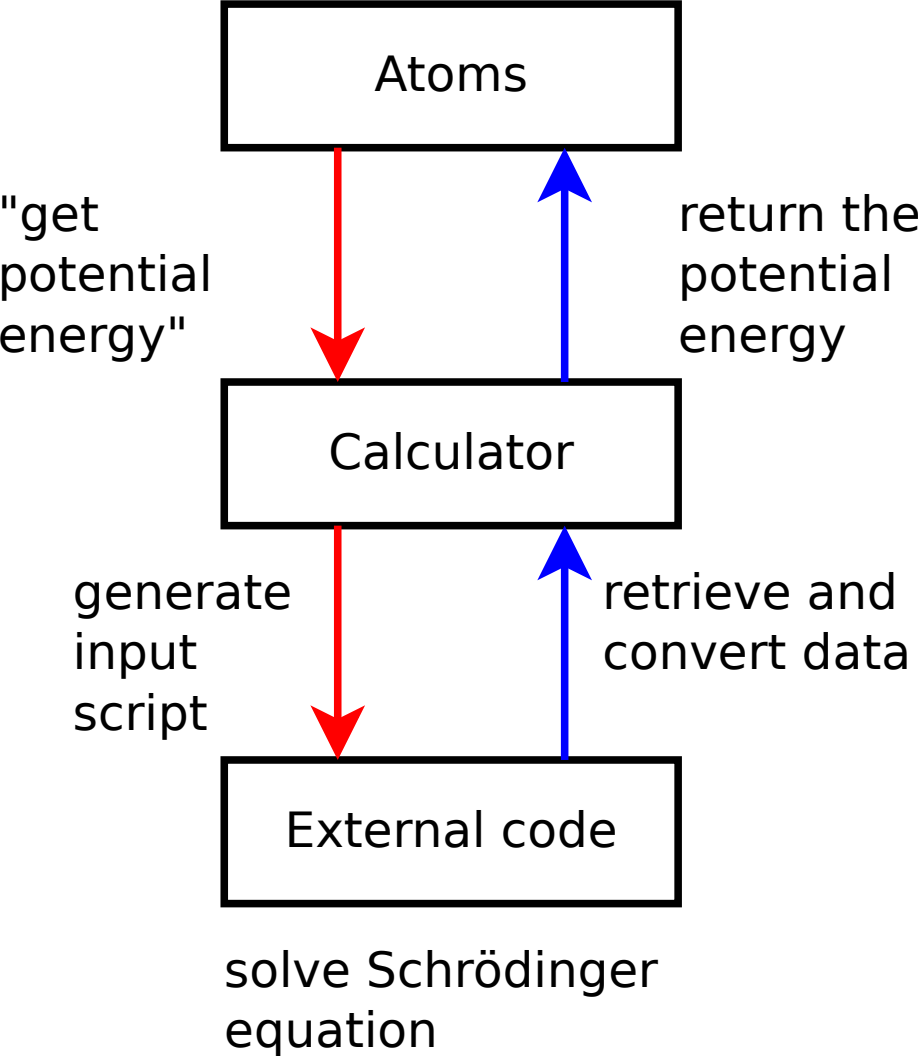 Atoms
"get
potential
energy"
return the
potential
energy
Calculator
generate
input
script
retrieve and
convert data
External code
solve Schrödinger
equation